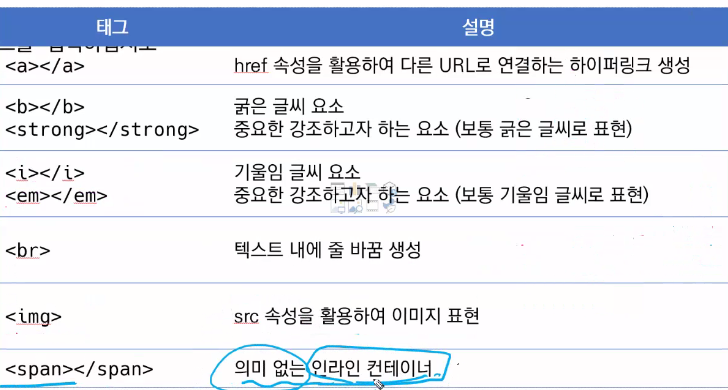 태그 설명
<a></a> href 속성을 활용하여 다른 URL로 연결하는 하이퍼링크 생성
<b></b> 굵은 글씨 요소
<strong></strong> 중요한 강조하고자 하는 요소 (보통 굵은 글씨로 표현)
<i></i> 기울임 글씨 요소
<em></em> 중요한 강조하고자 하는 요소 (보통 기울임 글씨로 표현)
<br> 텍스트 내에 줄 바꿈 생성
<img> src 속성을 활용하여 이미지 표현
<span></span> 의미 없는 인라인 컨테이너